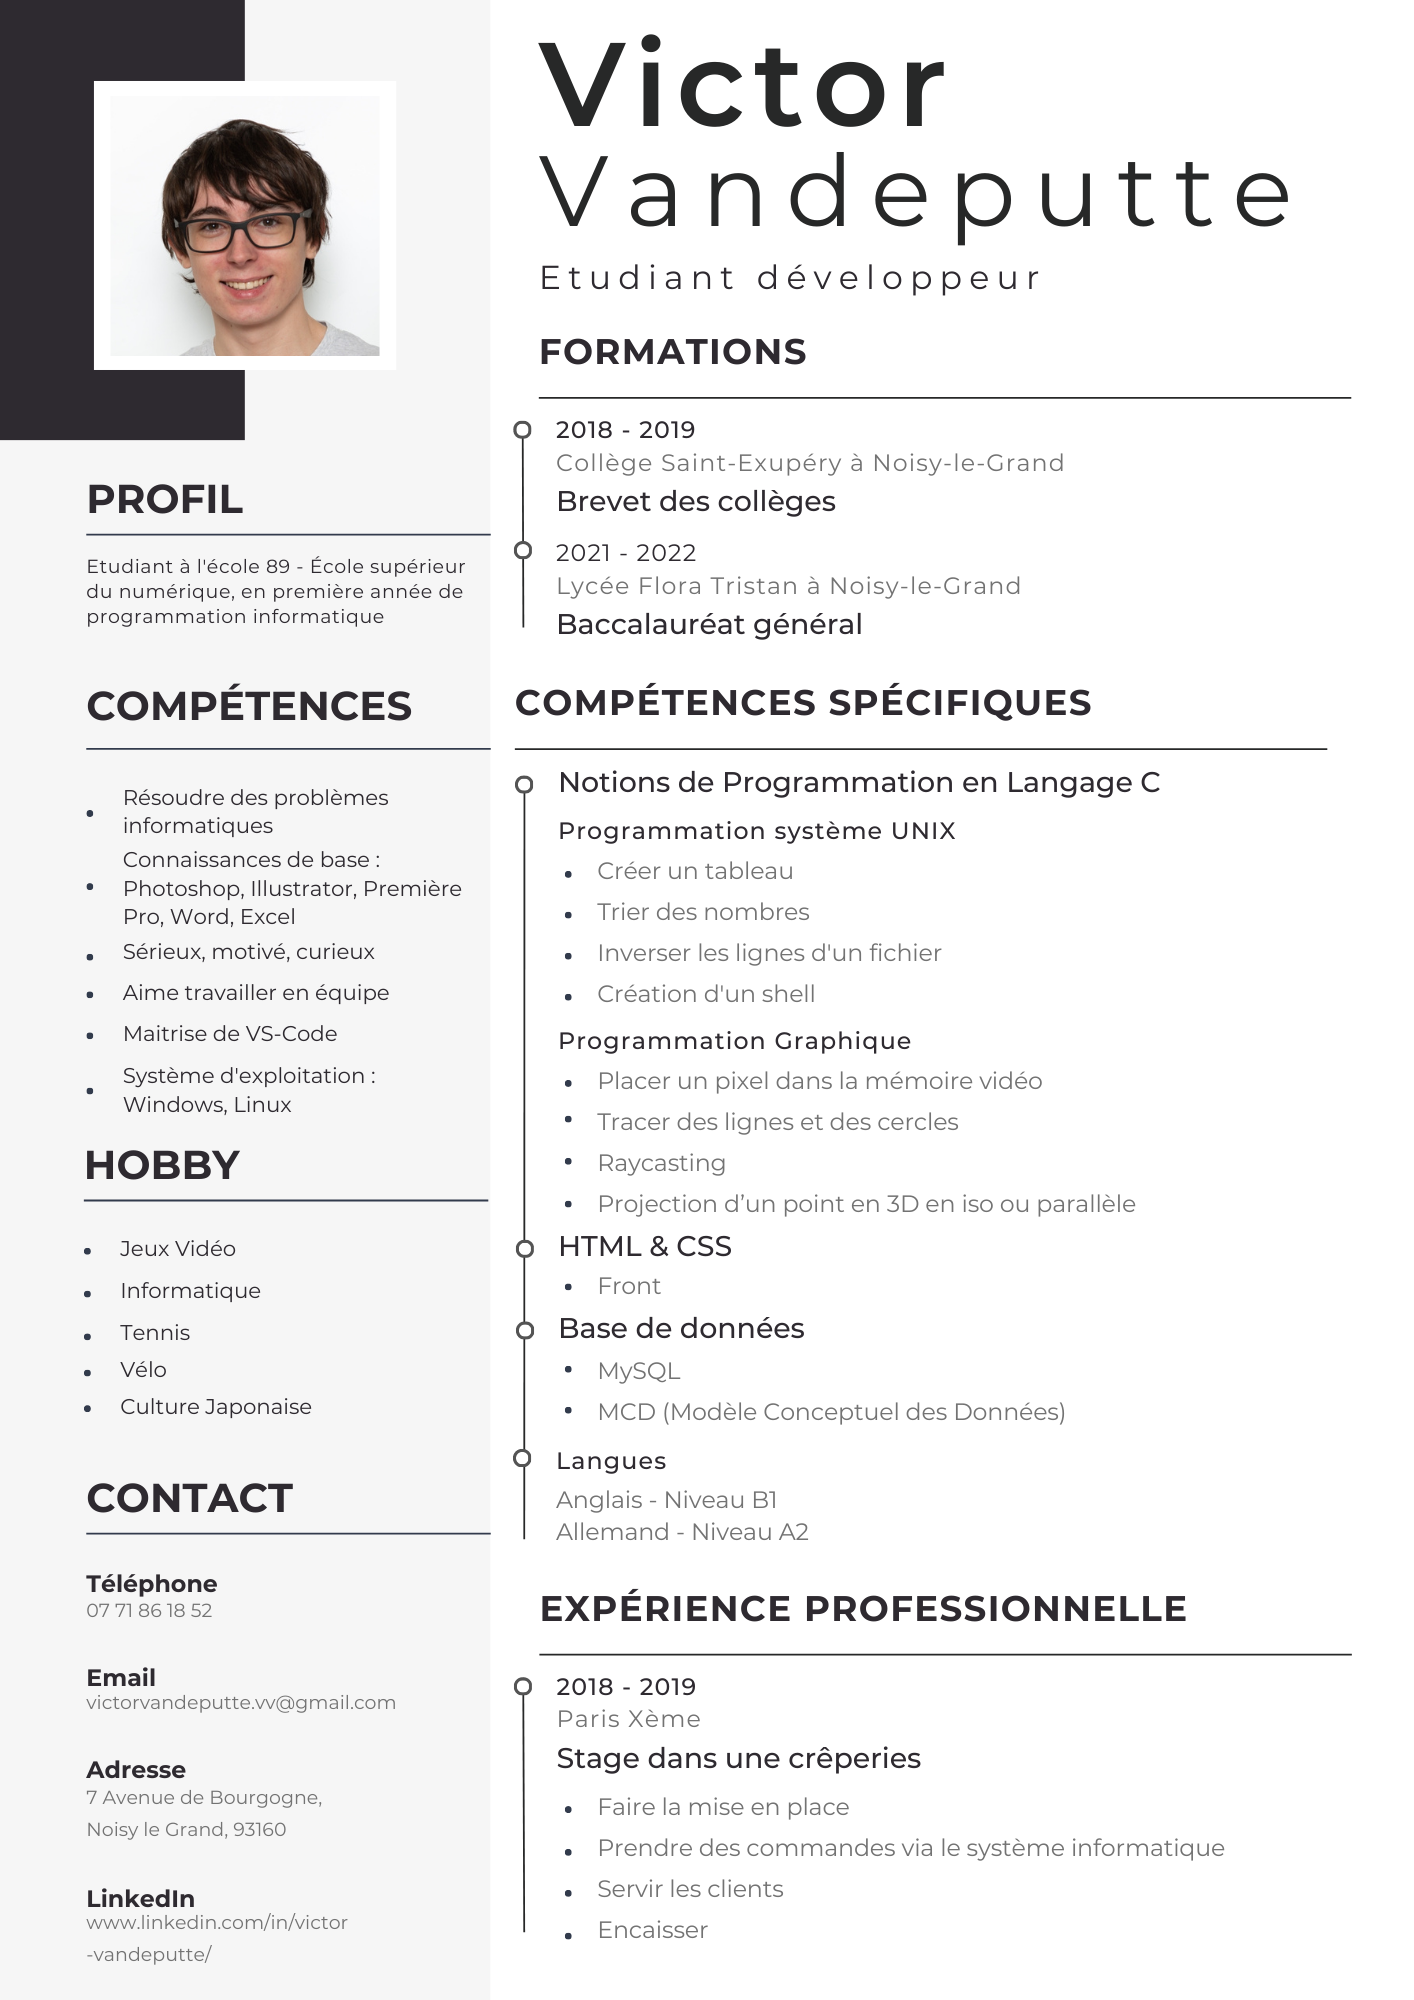 Victor
Vandeputte
Etudiant développeur
PROFIL
Etudiant à l'école 89 - École supérieur
du numérique, en première année de
programmation informatique
COMPÉTENCES
Résoudre des problèmes
informatiques
Connaissances de base :
Photoshop, Illustrator, Première
Pro, Word, Excel
Sérieux, motivé, curieux
Aime travailler en équipe
Maitrise de VS-Code
Système d'exploitation :
Windows, Linux
HOBBY
Jeux Vidéo
Informatique
Tennis
Vélo
Culture Japonaise
CONTACT
Téléphone
07 71 86 18 52
Email
victorvandeputte.vv@gmail.com
Adresse
7 Avenue de Bourgogne,
Noisy le Grand, 93160
LinkedIn
www.linkedin.com/in/victor
-vandeputte/
FORMATIONS
2018 - 2019
Collège Saint-Exupéry à Noisy-le-Grand
Brevet des collèges
2021 - 2022
Lycée Flora Tristan à Noisy-le-Grand
Baccalauréat général
COMPÉTENCES SPÉCIFIQUES
Notions de Programmation en Langage C
Programmation système UNIX
Créer un tableau
Trier des nombres
Inverser les lignes d'un fichier
Création d'un shell
Programmation Graphique
Placer un pixel dans la mémoire vidéo
Tracer des lignes et des cercles
Raycasting
Projection d’un point en 3D en iso ou parallèle
HTML & CSS
Front
Base de données
MySQL
MCD (Modèle Conceptuel des Données)
Langues
Anglais - Niveau B1
Allemand - Niveau A2
EXPÉRIENCE PROFESSIONNELLE
2018 - 2019
Paris Xème
Stage dans une crêperies
Faire la mise en place
Prendre des commandes via le système informatique
Servir les clients
Encaisser